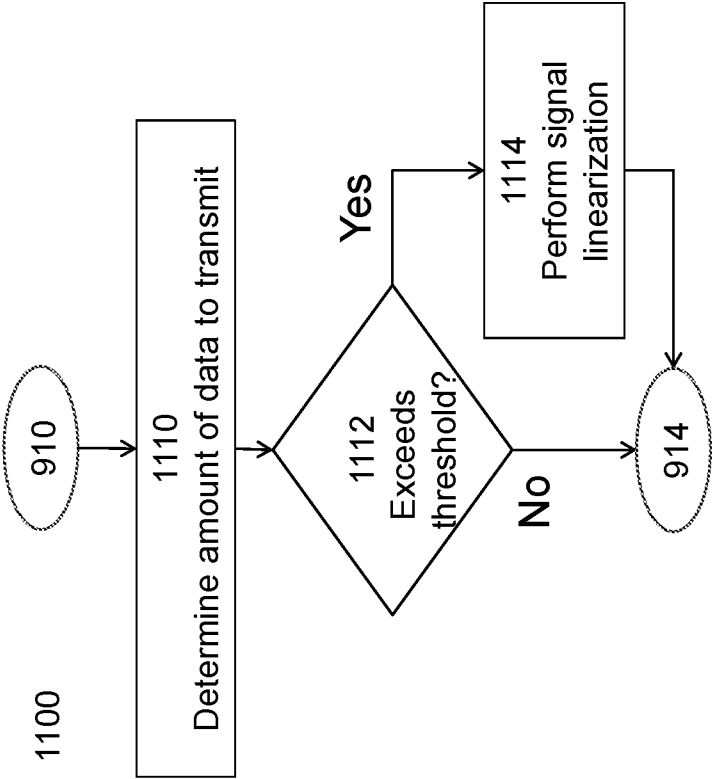 1100
910
1110
Determine amount of data to transmit
1112
Exceeds
threshold?
Yes
No
1114
Perform signal
linearization
914